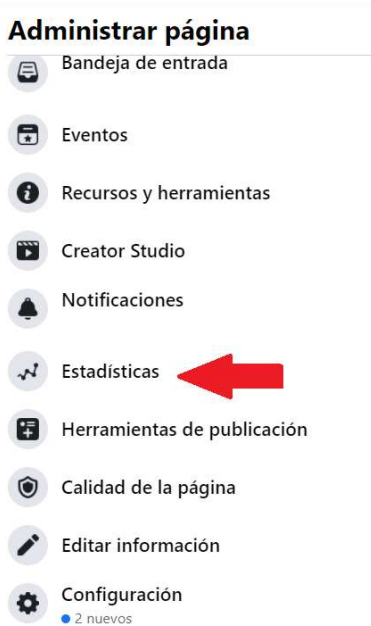 Administrar página
Bandeja de entrada
Eventos
Recursos y herramientas
Creator Studio
Notificaciones
Estadísticas
Herramientas de publicación
Calidad de la página
Editar información
Configuración
2 nuevos